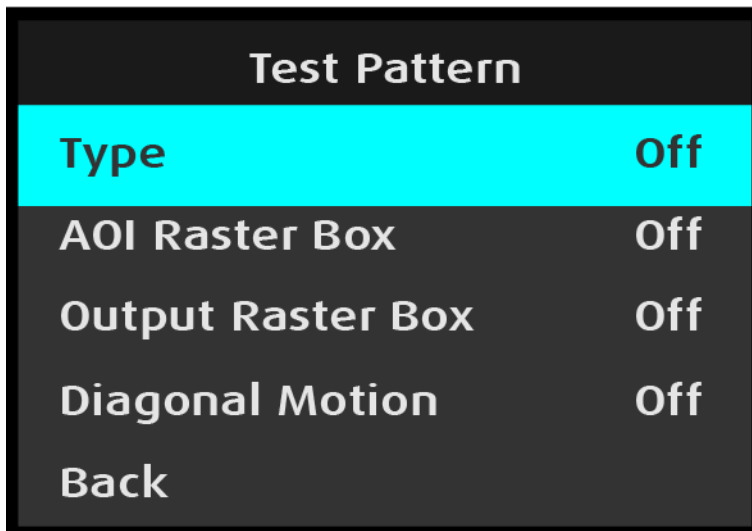 Test Pattern
Type Off
AOI Raster Box Off
Output Raster Box Off
Diagonal Motion Off
Back